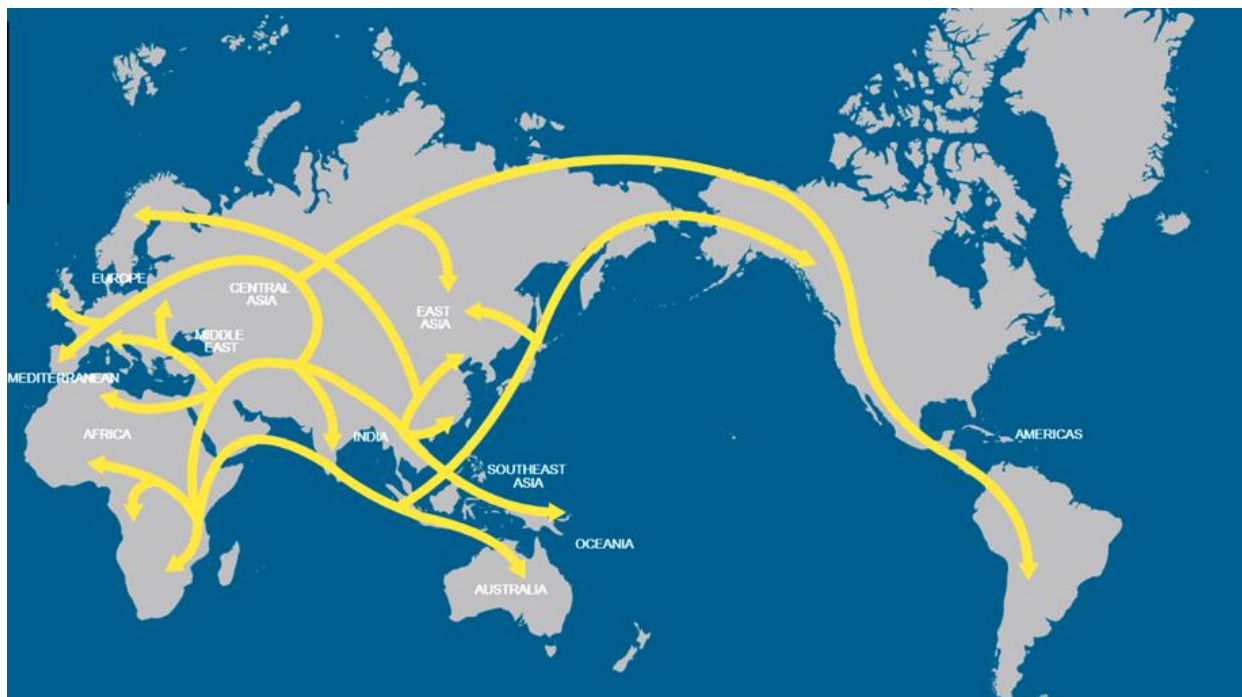 EUROPE
CENTRAL
ASIA
EAST
ASIA
MIDDLE
EAST
MEDITERRANEAN
AFRICA
INDIA
AMERICAS
SOUTHEAST
ASIA
OCEANIA
AUSTRALIA